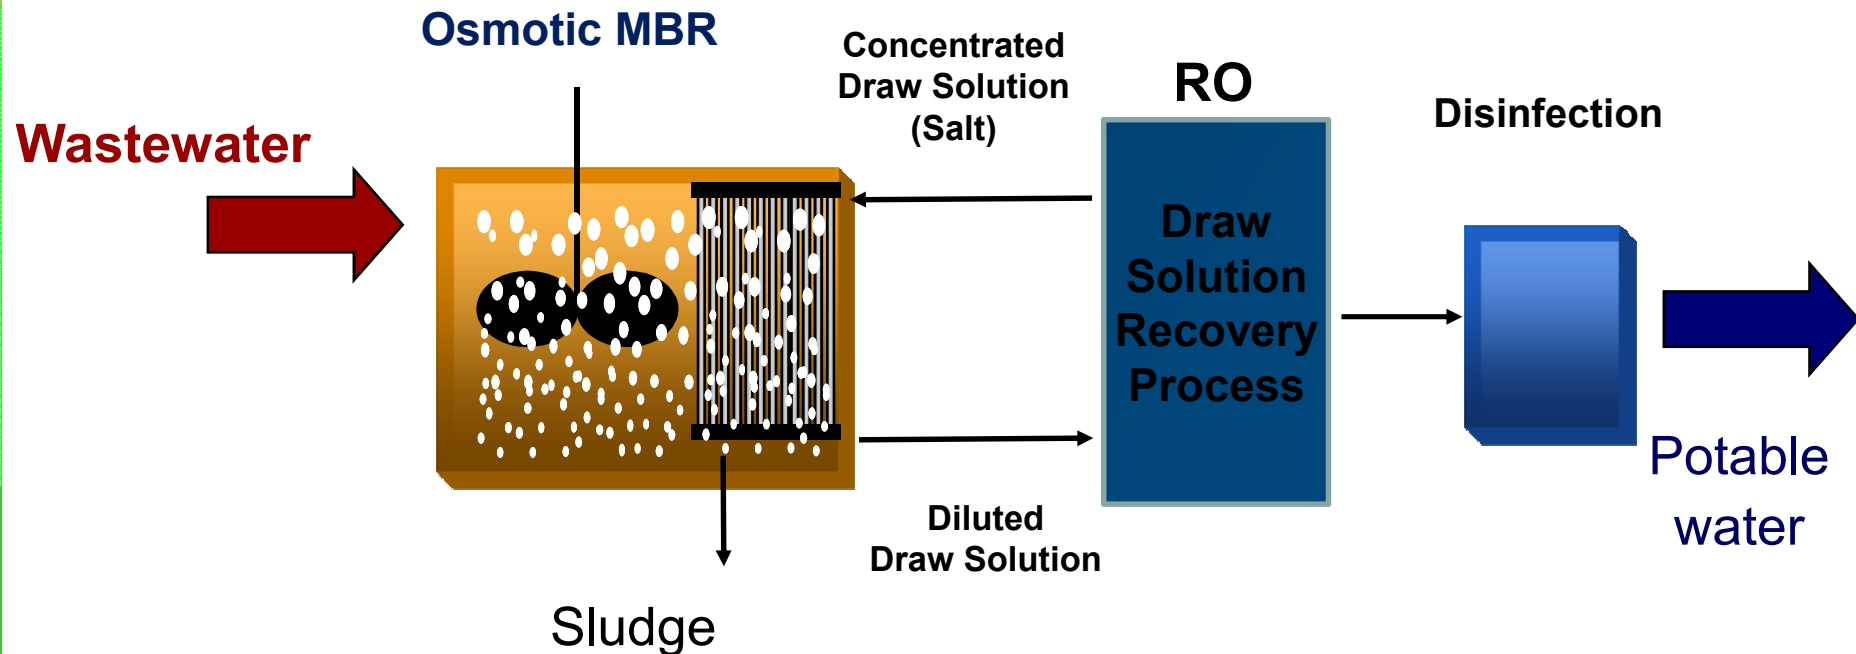 Osmotic MBR
Wastewater
Concentrated
Draw Solution
(Salt)
RO
Draw
Solution
Recovery
Process
Disinfection
Diluted
Draw Solution
Sludge
Potable
water